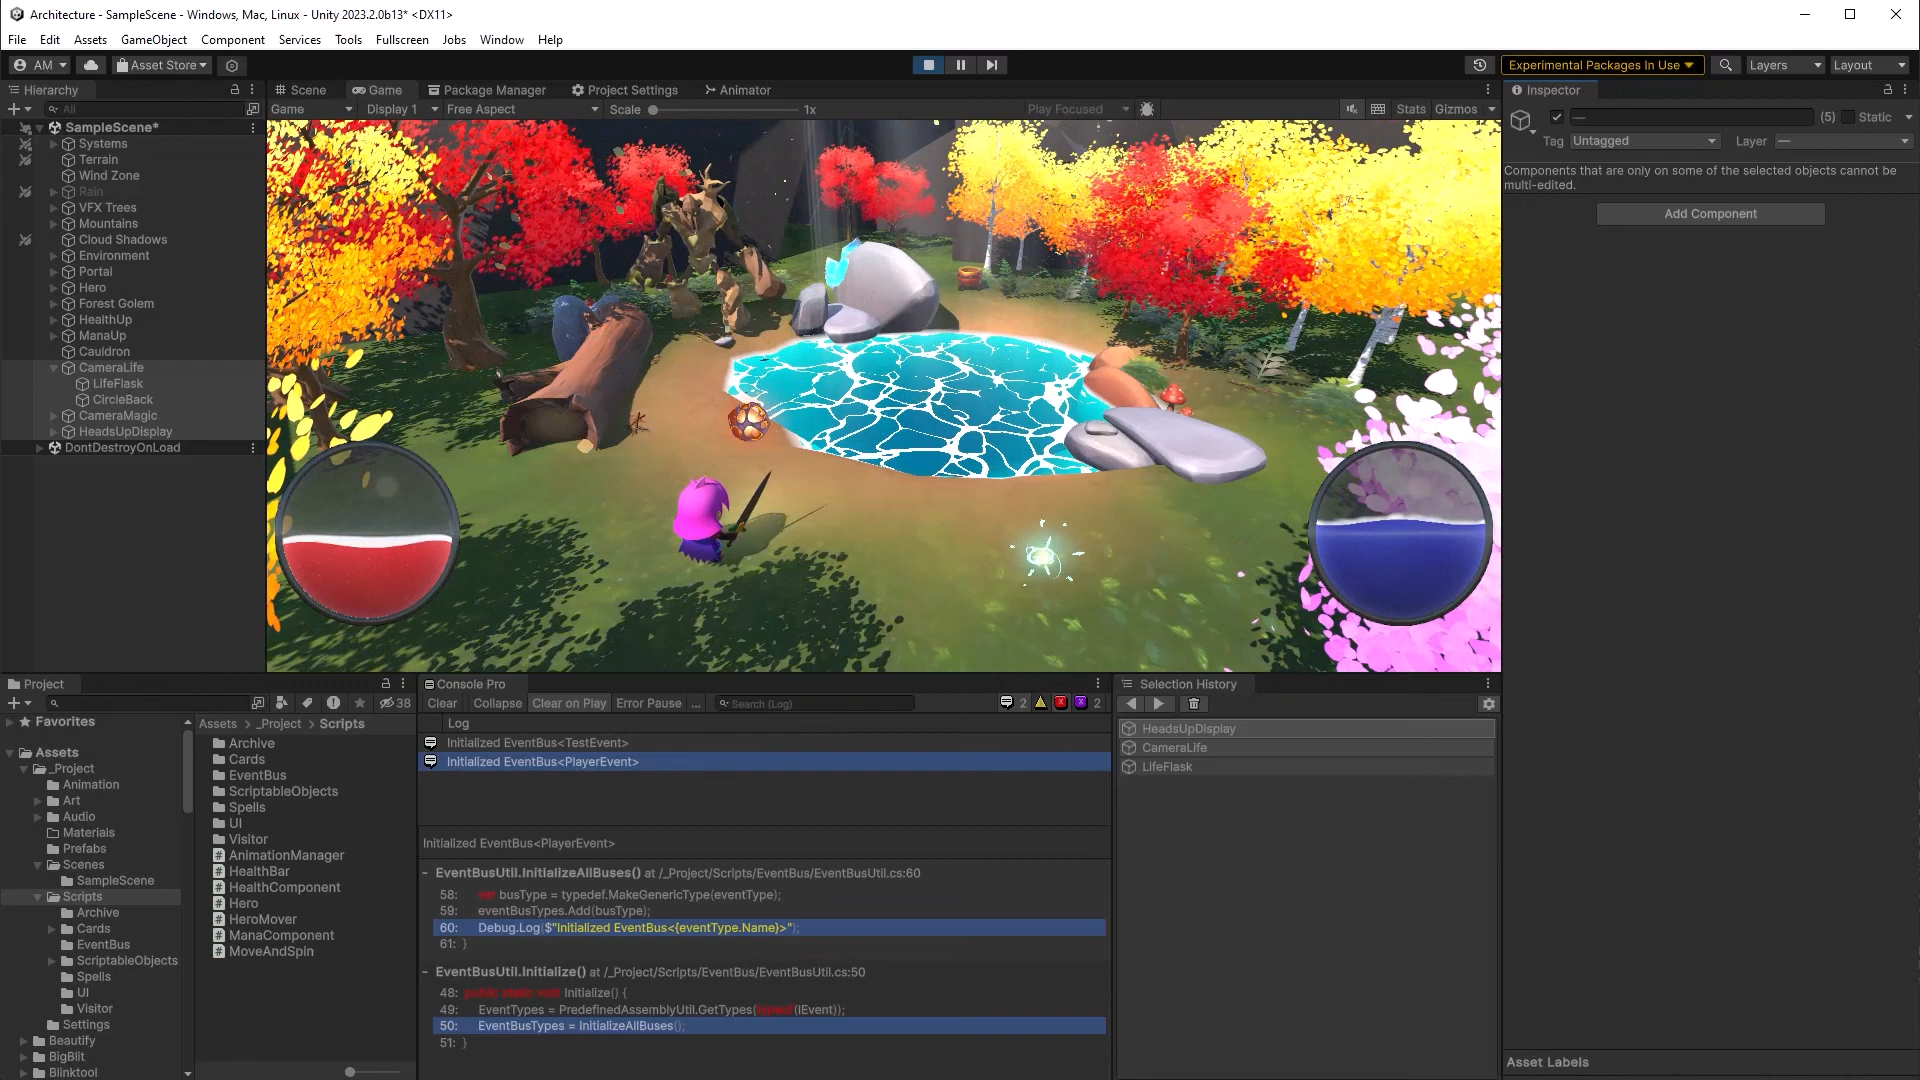 Architecture - SampleScene - Windows, Mac, Linux - Unity 2023.2.0b13* <DX11>
File Edit Assets GameObject Component Services Tools Fullscreen Jobs Window Help
AM Asset Store Experimental Packages In Use Layers Layout
Hierarchy
All
SampleScene*
Systems
Terrain
Wind Zone
Rain
VFX Trees
Mountains
Cloud Shadows
Environment
Portal
Hero
Forest Golem
HealthUp
ManaUp
Cauldron
CameraLife
LifeFlask
CircleBack
CameraMagic
HeadsUpDisplay
DontDestroyOnLoad
Scene Game Package Manager Project Settings Animator
Game Display 1 Free Aspect Scale 1x Play Focused Stats Gizmos
Inspector
— (5) Static
Tag Untagged Layer —
Components that are only on some of the selected objects cannot be
multi-edited.
Add Component
Asset Labels
Project
38
Favorites
Assets
_Project
Animation
Art
Audio
Materials
Prefabs
Scenes
SampleScene
Scripts
Archive
Cards
EventBus
ScriptableObjects
Spells
UI
Visitor
Settings
Beautify
BigBlit
Blinktool
Assets > _Project > Scripts
Archive
Cards
EventBus
ScriptableObjects
Spells
UI
Visitor
AnimationManager
HealthBar
HealthComponent
Hero
HeroMover
ManaComponent
MoveAndSpin
Console Pro
Clear Collapse Clear on Play Error Pause ... Search (Log) 2 2
Log
Initialized EventBus<TestEvent>
Initialized EventBus<PlayerEvent>
Initialized EventBus<PlayerEvent>
- EventBusUtil.InitializeAllBuses() at /_Project/Scripts/EventBus/EventBusUtil.cs:60
58: var busType = typedef.MakeGenericType(eventType);
59: eventBusTypes.Add(busType);
60: Debug.Log($"Initialized EventBus<{eventType.Name}>");
61: }
- EventBusUtil.Initialize() at /_Project/Scripts/EventBus/EventBusUtil.cs:50
48: public static void Initialize() {
49: EventTypes = PredefinedAssemblyUtil.GetTypes(typeof(IEvent));
50: EventBusTypes = InitializeAllBuses();
51: }
Selection History
HeadsUpDisplay
CameraLife
LifeFlask